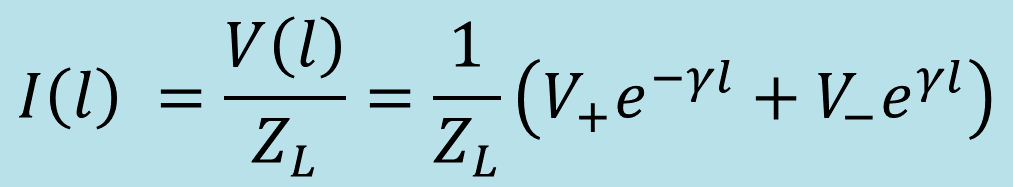 I(l) = V(l)/Z_L = 1/Z_L (V_+ e^{−γl} + V_− e^{γl})